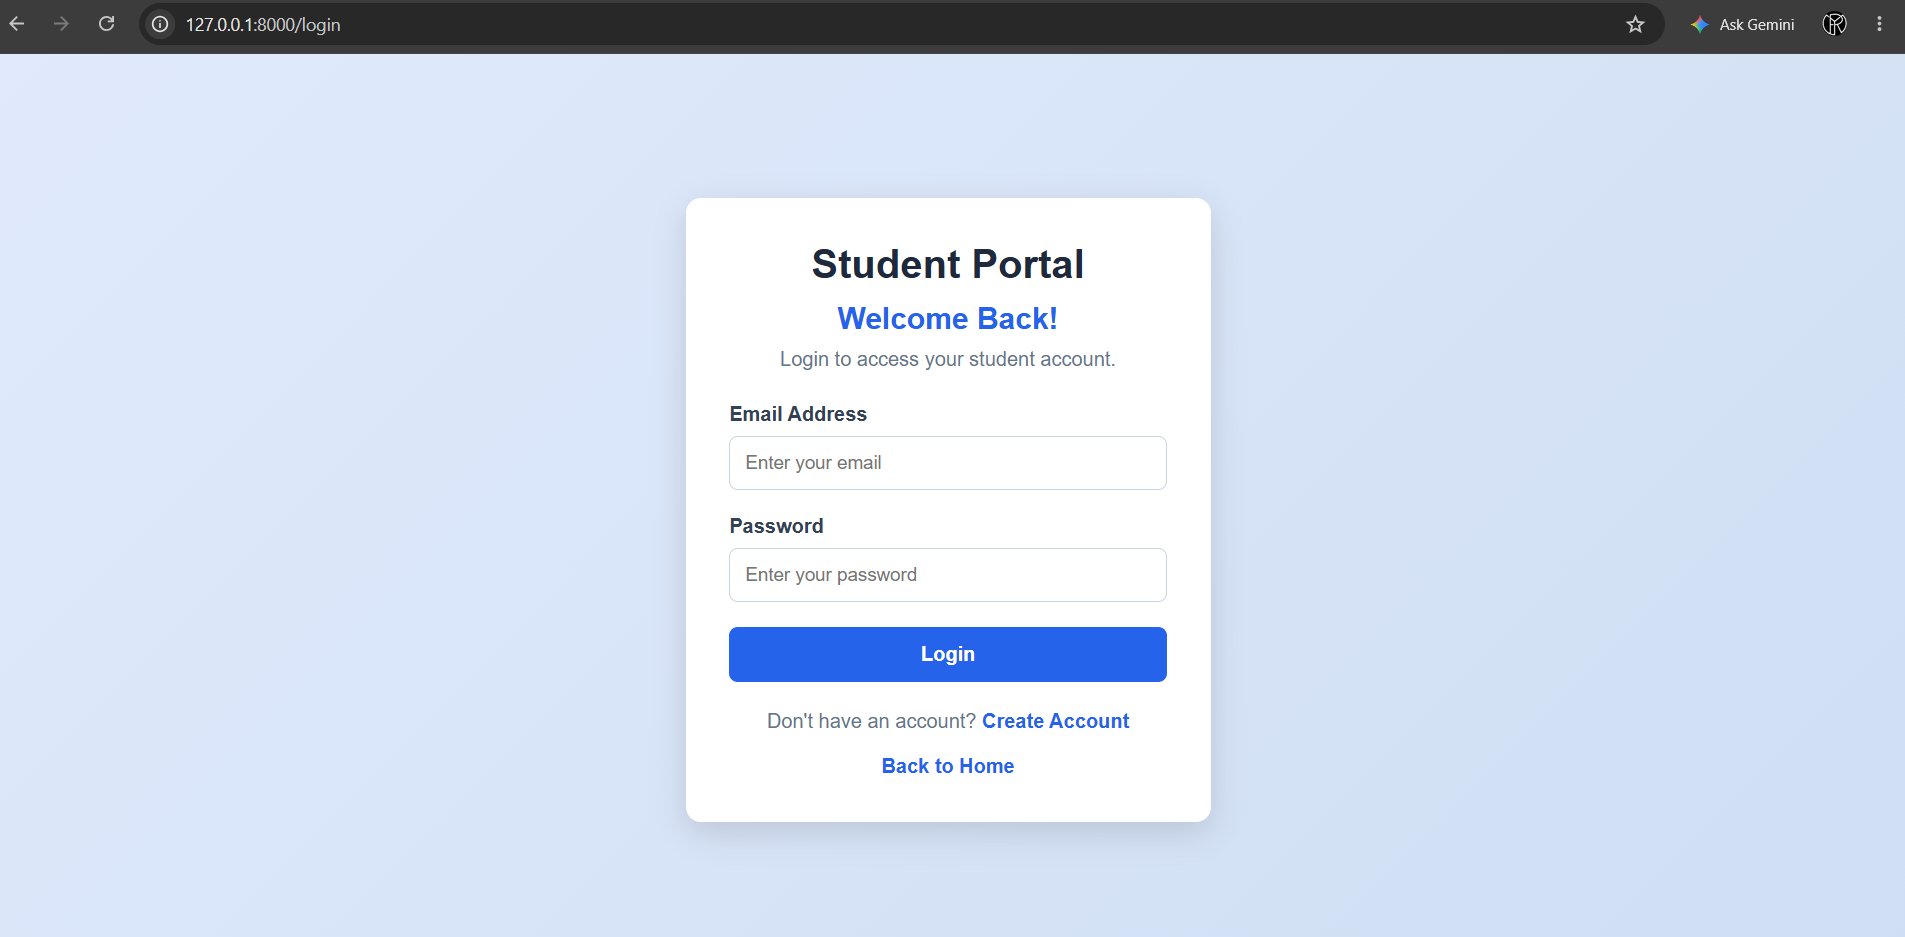 127.0.0.1:8000/login
Ask Gemini
Student Portal
Welcome Back!
Login to access your student account.
Email Address
Enter your email
Password
Enter your password
Login
Don't have an account? Create Account
Back to Home